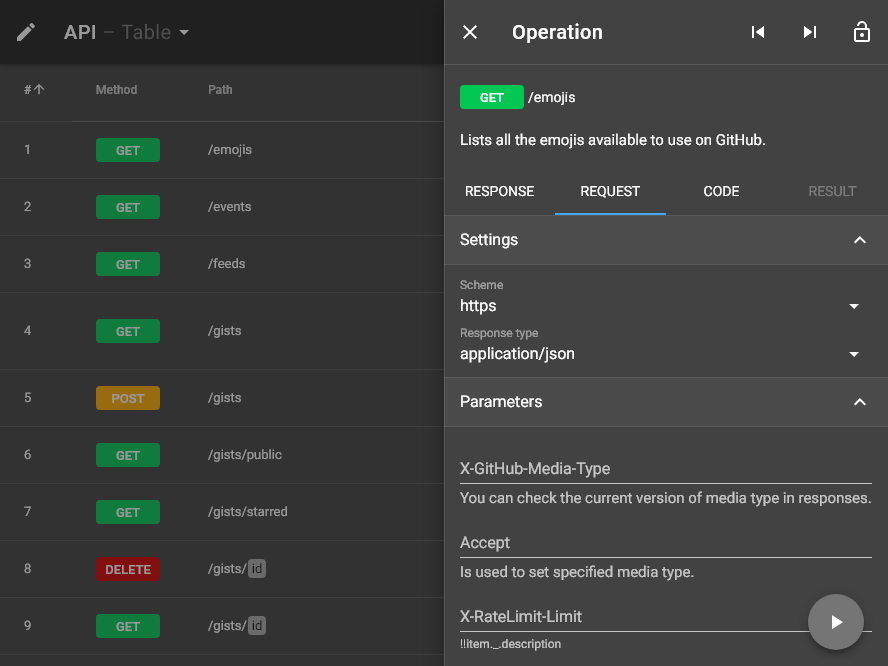 API – Table
# Method Path
1 GET /emojis
2 GET /events
3 GET /feeds
4 GET /gists
5 POST /gists
6 GET /gists/public
7 GET /gists/starred
8 DELETE /gists/ id
9 GET /gists/ id
Operation
GET /emojis
Lists all the emojis available to use on GitHub.
RESPONSE REQUEST CODE RESULT
Settings
Scheme
https
Response type
application/json
Parameters
X-GitHub-Media-Type
You can check the current version of media type in responses.
Accept
Is used to set specified media type.
X-RateLimit-Limit
!!item._.description